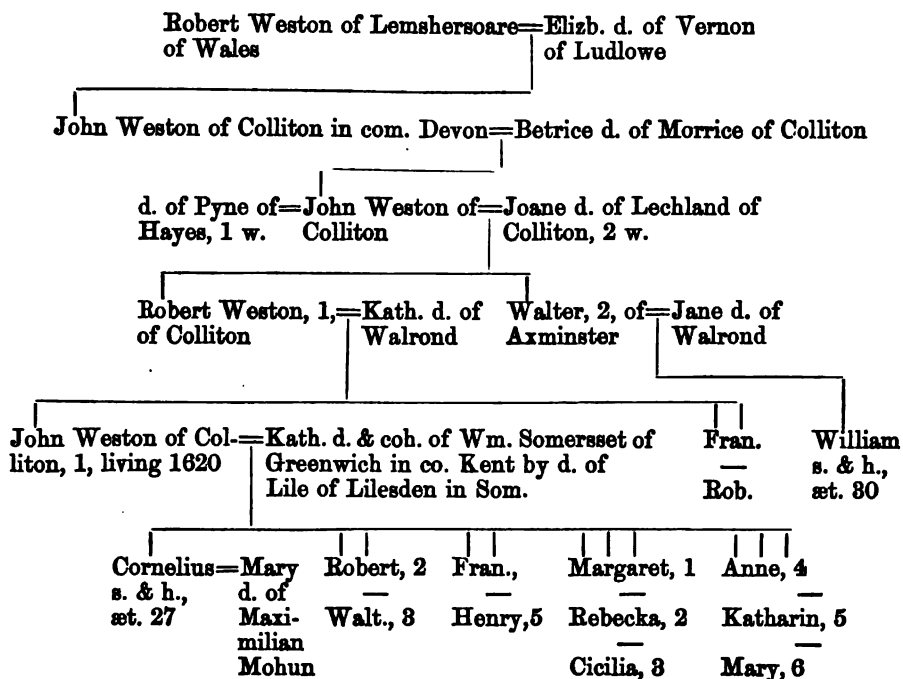 Robert Weston of Lemshersoare=Elizb. d. of Vernon
of Wales of Ludlowe
John Weston of Colliton in com. Devon=Betrice d. of Morrice of Colliton
d. of Pyne of=John Weston of=Joane d. of Lechland of
Hayes, 1 w. Colliton Colliton, 2 w.
Robert Weston, 1,=Kath. d. of Walter, 2, of=Jane d. of
of Colliton Walrond Axminster Walrond
John Weston of Col-=Kath. d. & coh. of Wm. Somersset of Fran. William
liton, 1, living 1620 Greenwich in co. Kent by d. of — s. & h.,
Lile of Lilesden in Som. Rob. æt. 30
Cornelius=Mary Robert, 2 Fran., Margaret, 1 Anne, 4
s. & h., d. of — — — —
æt. 27 Maxi- Walt., 3 Henry,5 Rebecka, 2 Katharin, 5
milian — —
Mohun Cicilia, 3 Mary, 6